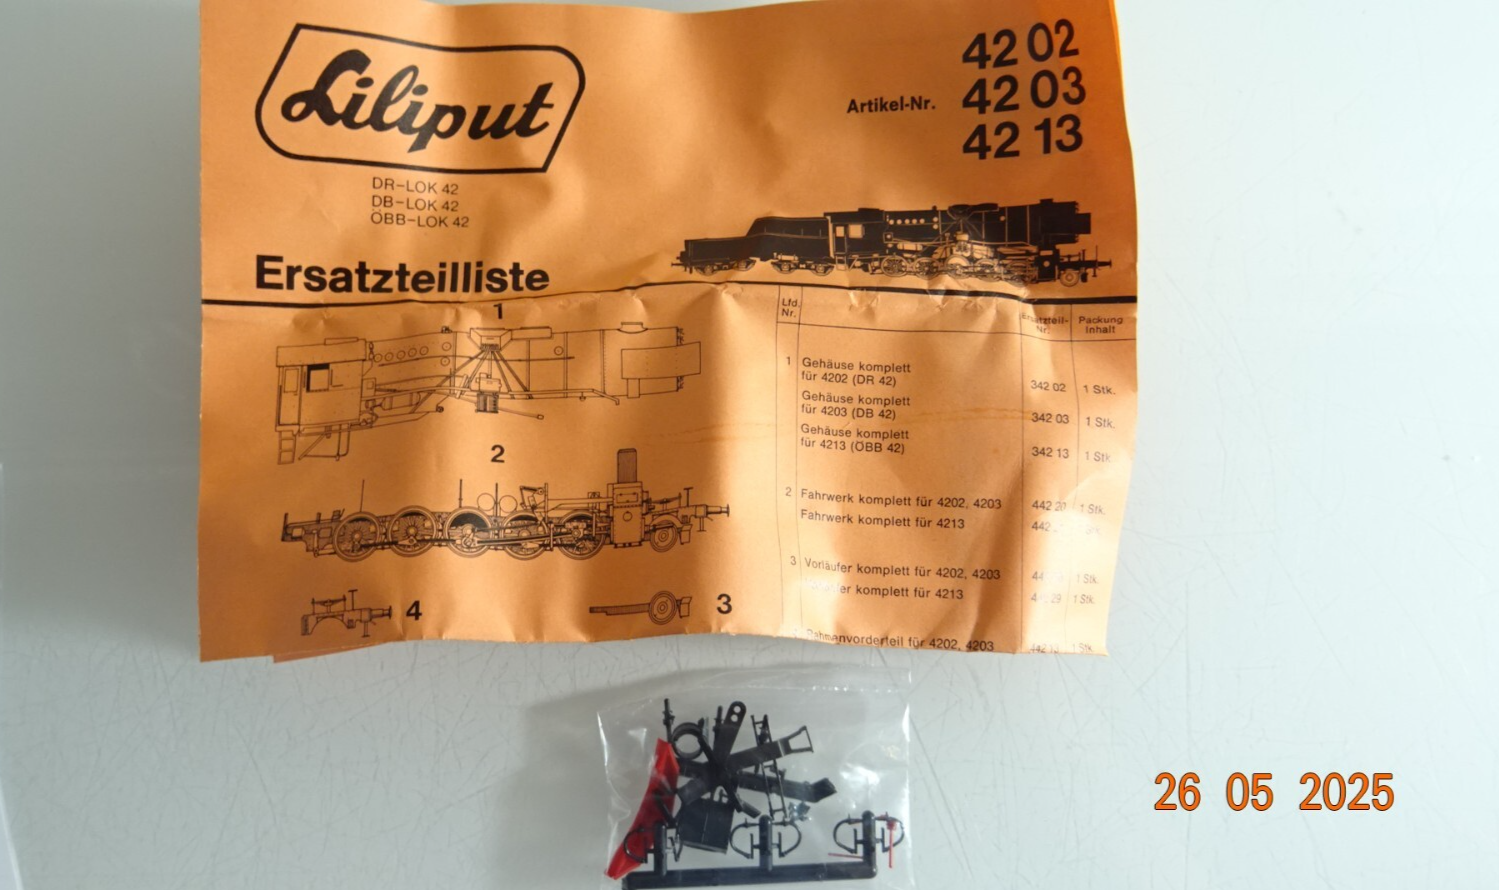 Liliput
DR-LOK 42
DB-LOK 42
ÖBB-LOK 42
Artikel-Nr.
42 02
42 03
42 13
Ersatzteilliste
1
2
4
3
Lfd. Nr.
Ersatzteil-Nr.
Packung Inhalt
1 Gehäuse komplett
für 4202 (DR 42) 342 02 1 Stk.
Gehäuse komplett
für 4203 (DB 42) 342 03 1 Stk.
Gehäuse komplett
für 4213 (ÖBB 42) 342 13 1 Stk.
2 Fahrwerk komplett für 4202, 4203 442 20 1 Stk.
Fahrwerk komplett für 4213 442
3 Vorläufer komplett für 4202, 4203 1 Stk.
komplett für 4213 29 1 Stk.
Rahmenvorderteil für 4202, 4203 1 Stk.
26 05 2025